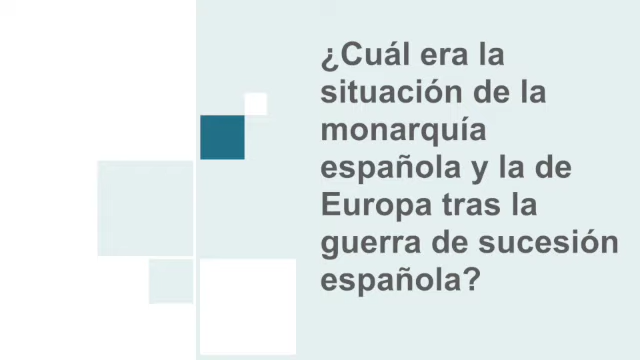 ¿Cuál era la
situación de la
monarquía
española y la de
Europa tras la
guerra de sucesión
española?